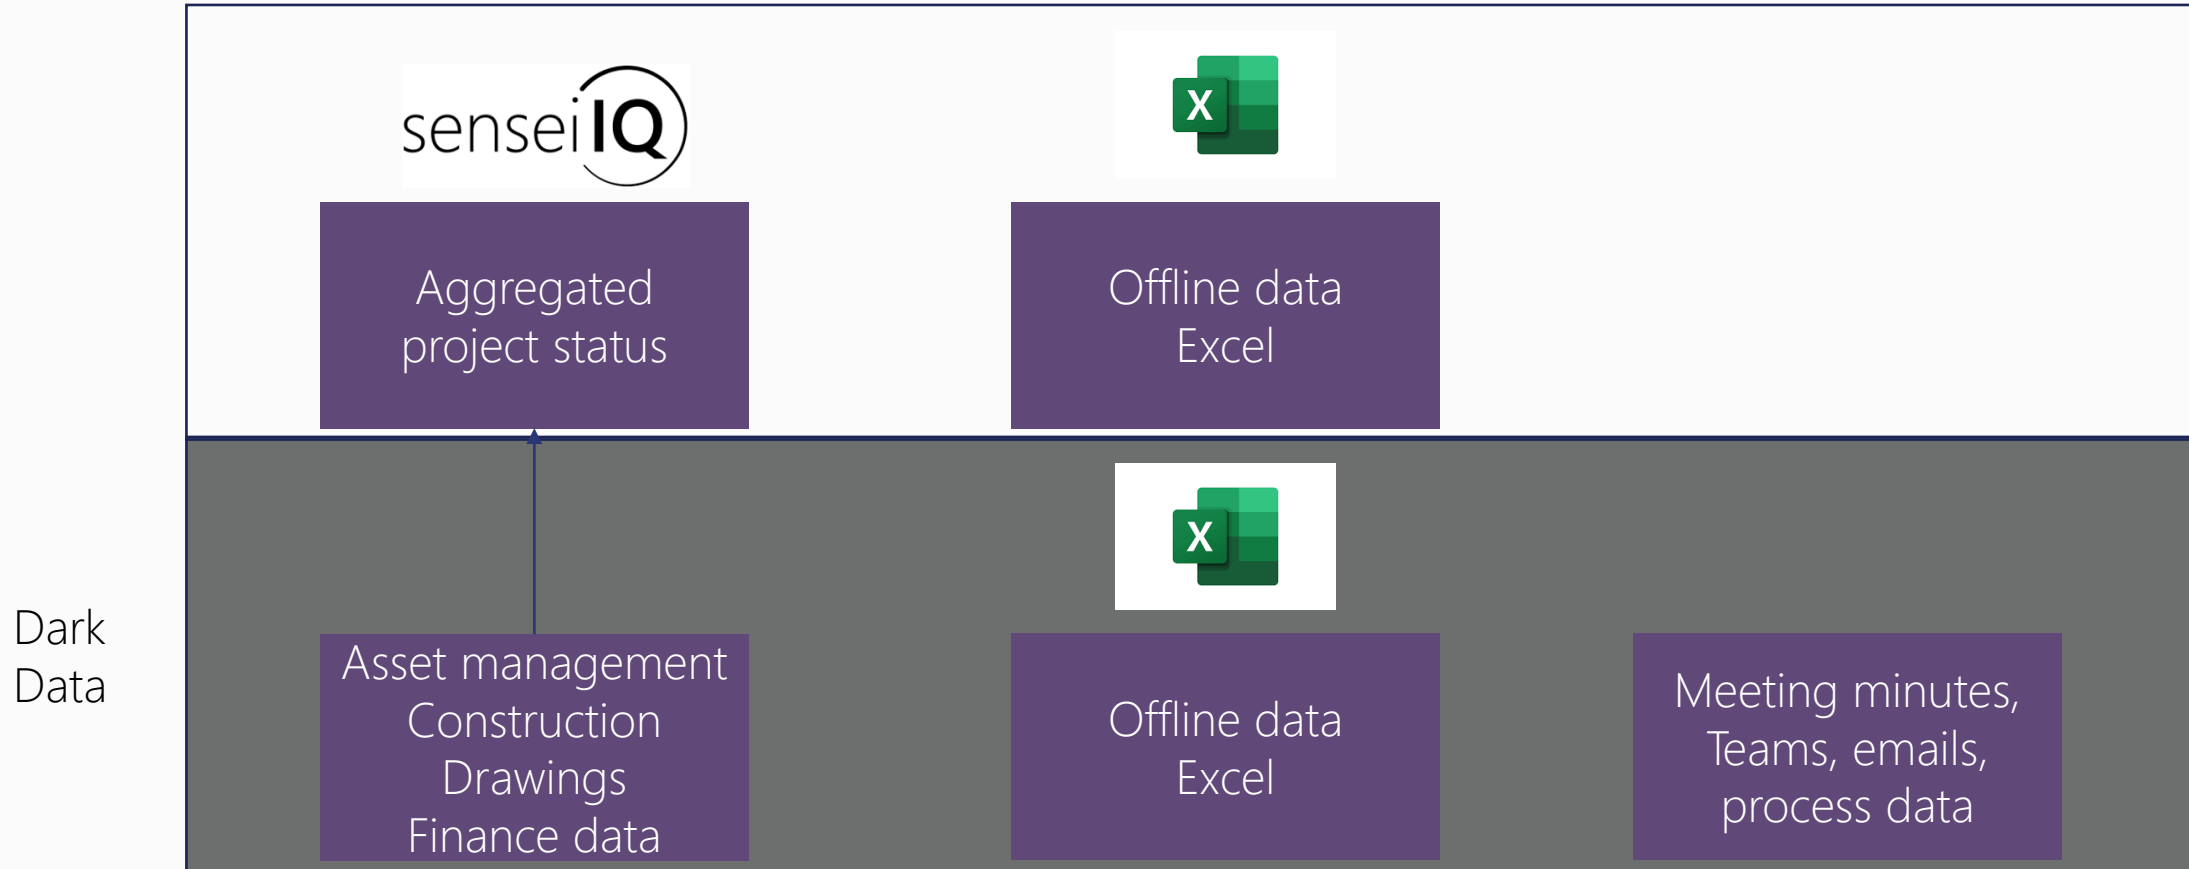 senseiIQ
X
Aggregated
project status
Offline data
Excel
X
Dark
Data
Asset management
Construction
Drawings
Finance data
Offline data
Excel
Meeting minutes,
Teams, emails,
process data